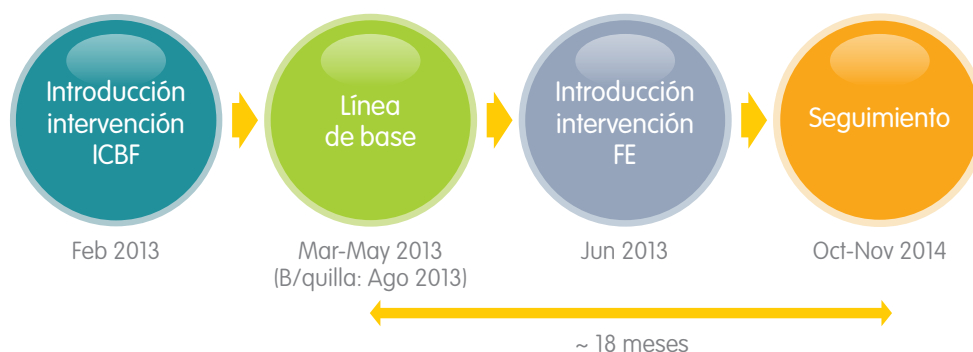 Introducción
intervención
ICBF
Línea
de base
Introducción
intervención
FE
Seguimiento
Feb 2013
Mar-May 2013
(B/quilla: Ago 2013)
Jun 2013
Oct-Nov 2014
~ 18 meses